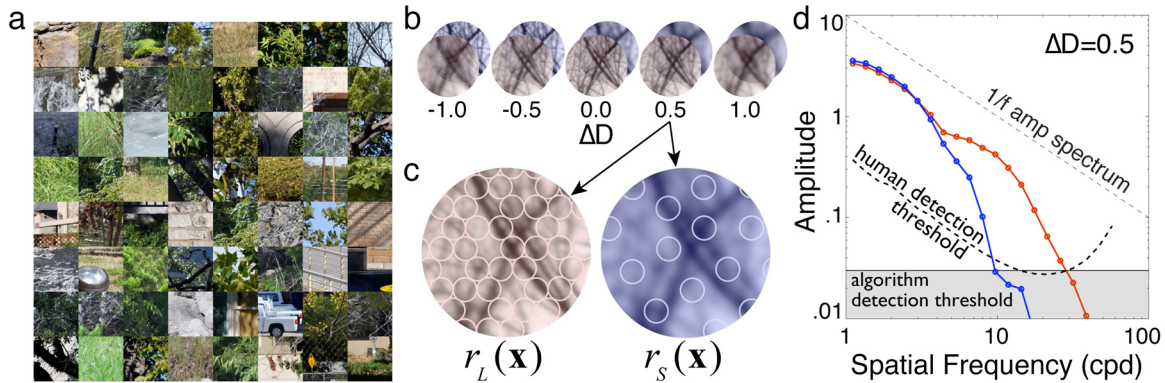 a
b
-1.0 -0.5 0.0 0.5 1.0
ΔD
c
r_L(x) r_S(x)
d
ΔD=0.5
1/f amp spectrum
human detection
threshold
algorithm
detection threshold
Amplitude
10
1
.1
.01
1 10 100
Spatial Frequency (cpd)